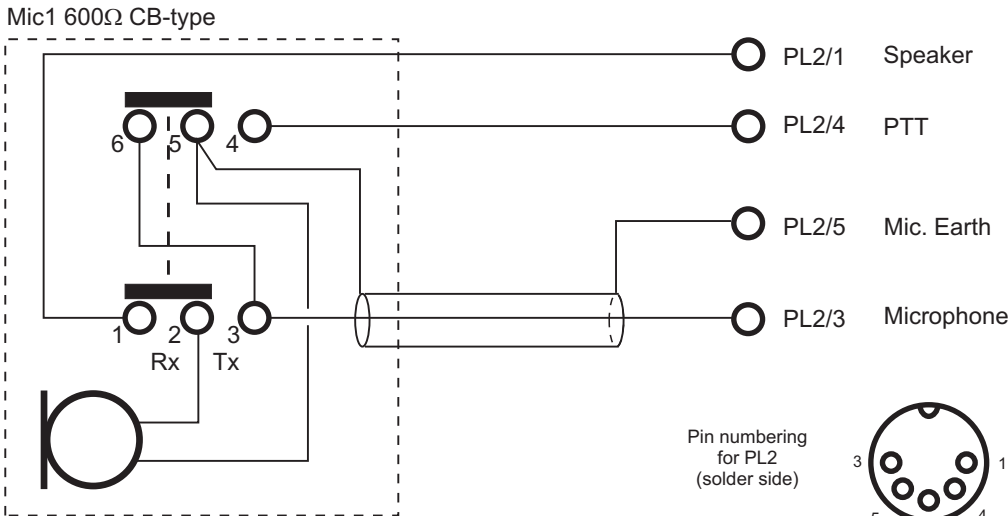 Mic1 600Ω CB-type
PL2/1 Speaker
6 5 4
PL2/4 PTT
PL2/5 Mic. Earth
1 2 3
Rx Tx
PL2/3 Microphone
Pin numbering
for PL2
(solder side)
3 1
5 4